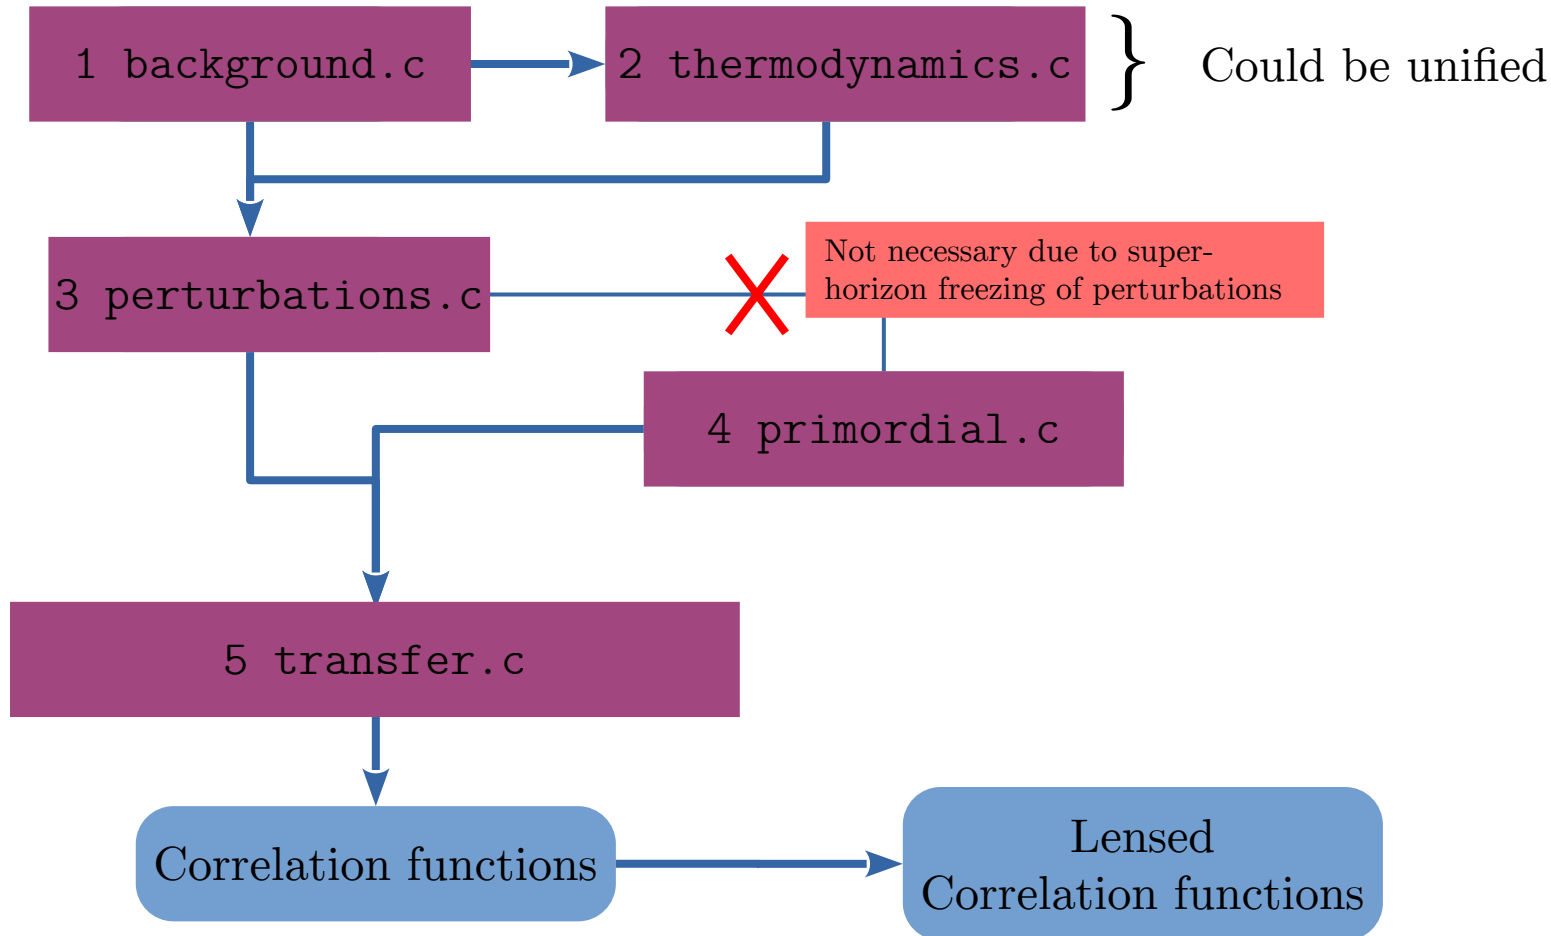 1 background.c
2 thermodynamics.c
} Could be unified
3 perturbations.c
Not necessary due to super-
horizon freezing of perturbations
4 primordial.c
5 transfer.c
Correlation functions
Lensed
Correlation functions